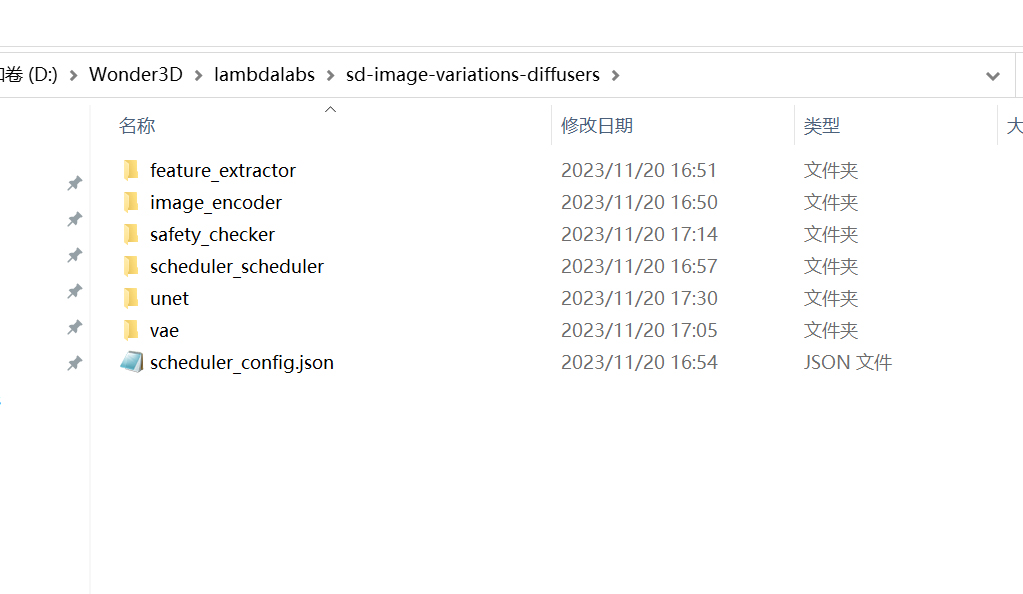 卷 (D:) > Wonder3D > lambdalabs > sd-image-variations-diffusers >
名称 修改日期 类型 大
feature_extractor 2023/11/20 16:51 文件夹
image_encoder 2023/11/20 16:50 文件夹
safety_checker 2023/11/20 17:14 文件夹
scheduler_scheduler 2023/11/20 16:57 文件夹
unet 2023/11/20 17:30 文件夹
vae 2023/11/20 17:05 文件夹
scheduler_config.json 2023/11/20 16:54 JSON 文件